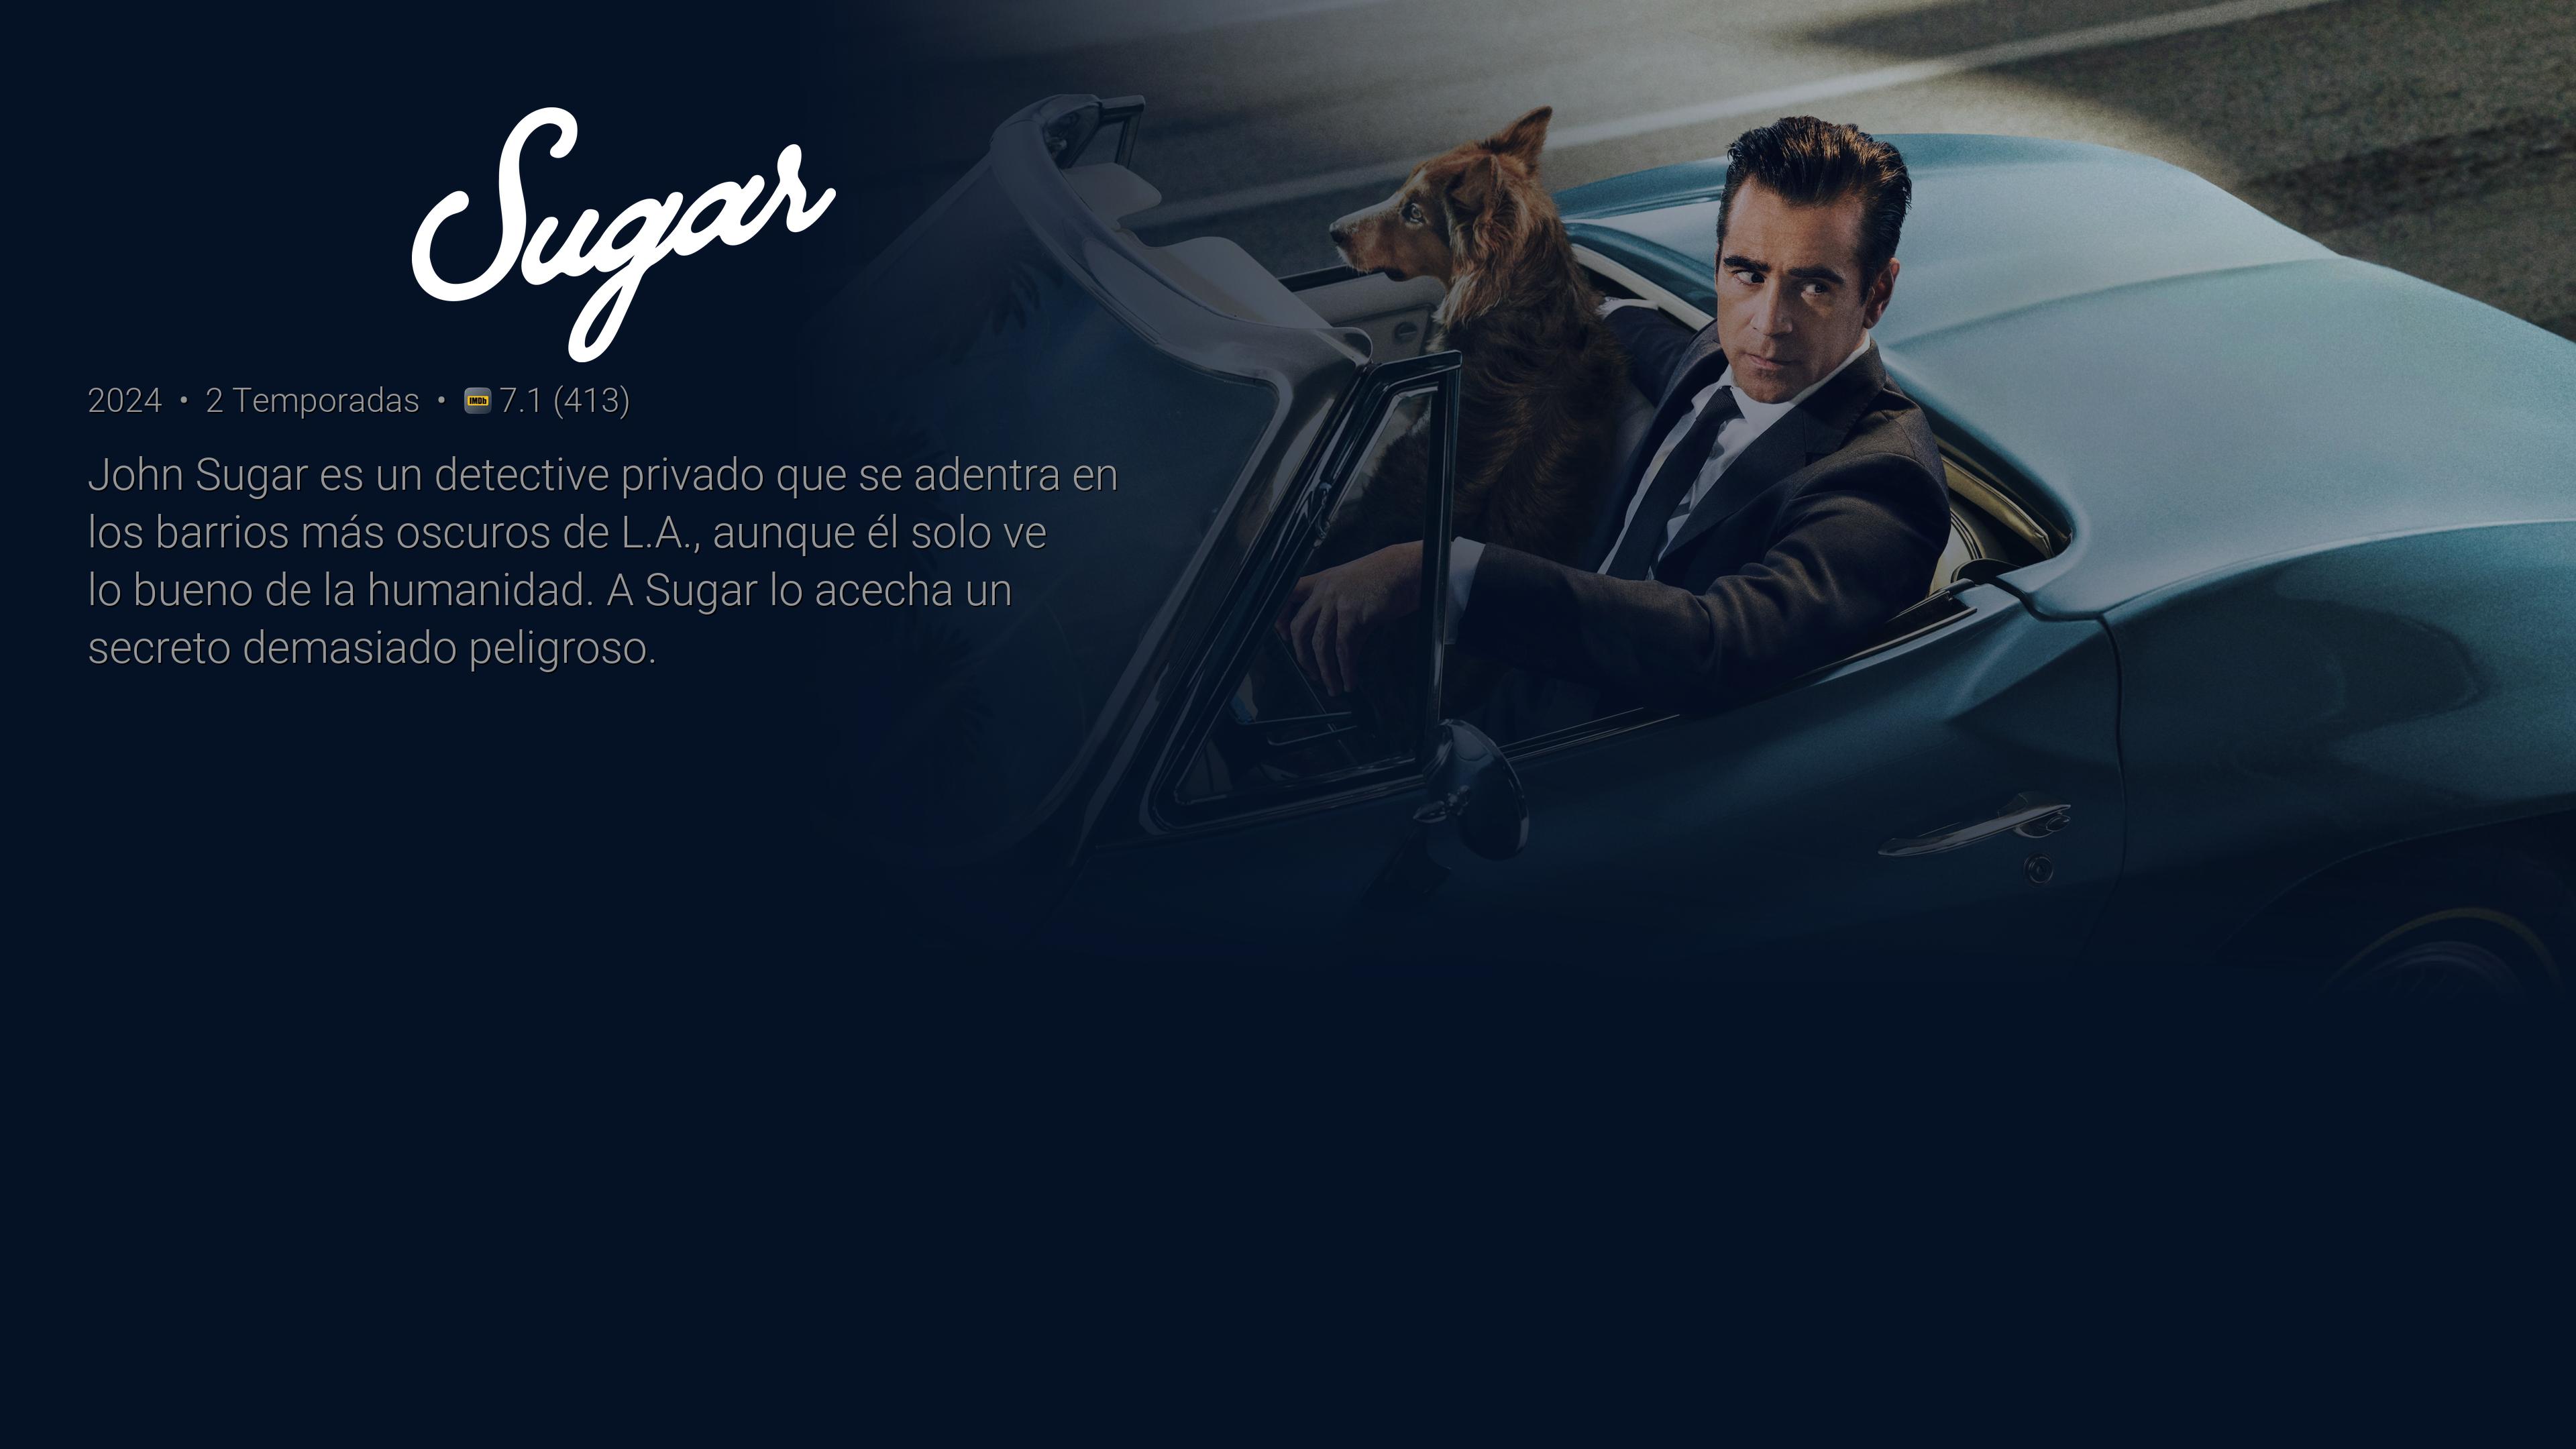 Sugar
2024 • 2 Temporadas • IMDb 7.1 (413)
John Sugar es un detective privado que se adentra en
los barrios más oscuros de L.A., aunque él solo ve
lo bueno de la humanidad. A Sugar lo acecha un
secreto demasiado peligroso.